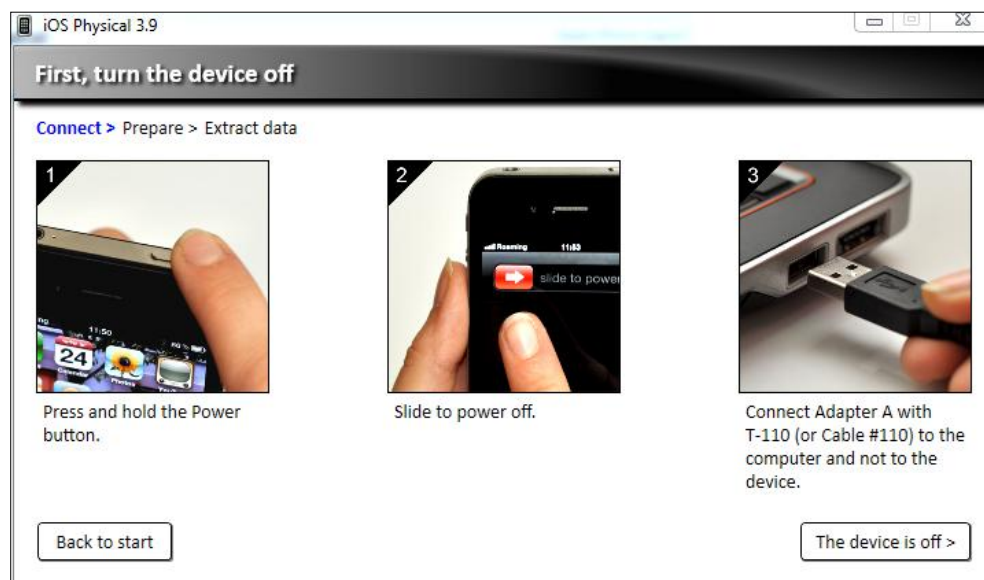 iOS Physical 3.9
First, turn the device off
Connect > Prepare > Extract data
1
2
3
Roaming 11:53
slide to power
11:50
24
Calendar
Photos
Press and hold the Power
button.
Slide to power off.
Connect Adapter A with
T-110 (or Cable #110) to the
computer and not to the
device.
Back to start
The device is off >